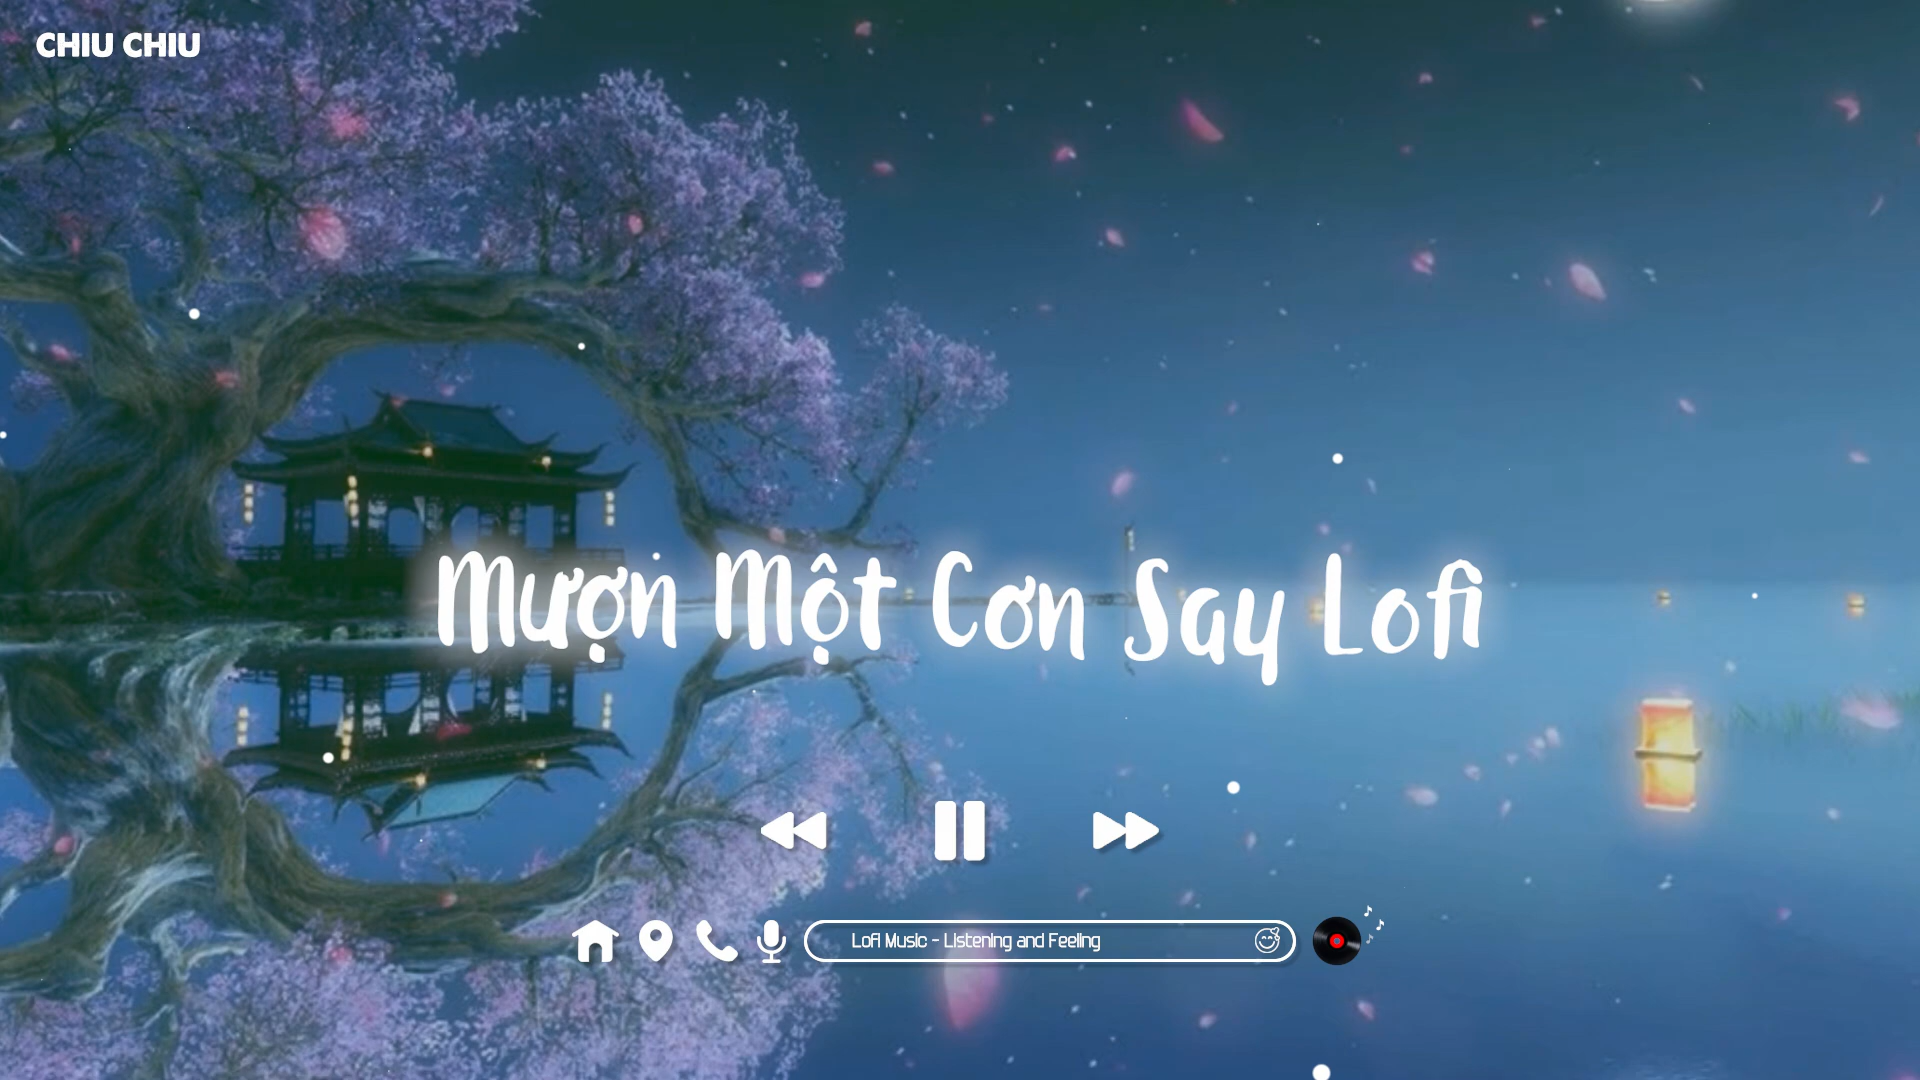 CHIU CHIU
Mượn Một Cơn Say Lofi
Lofi Music - Listening and Feeling